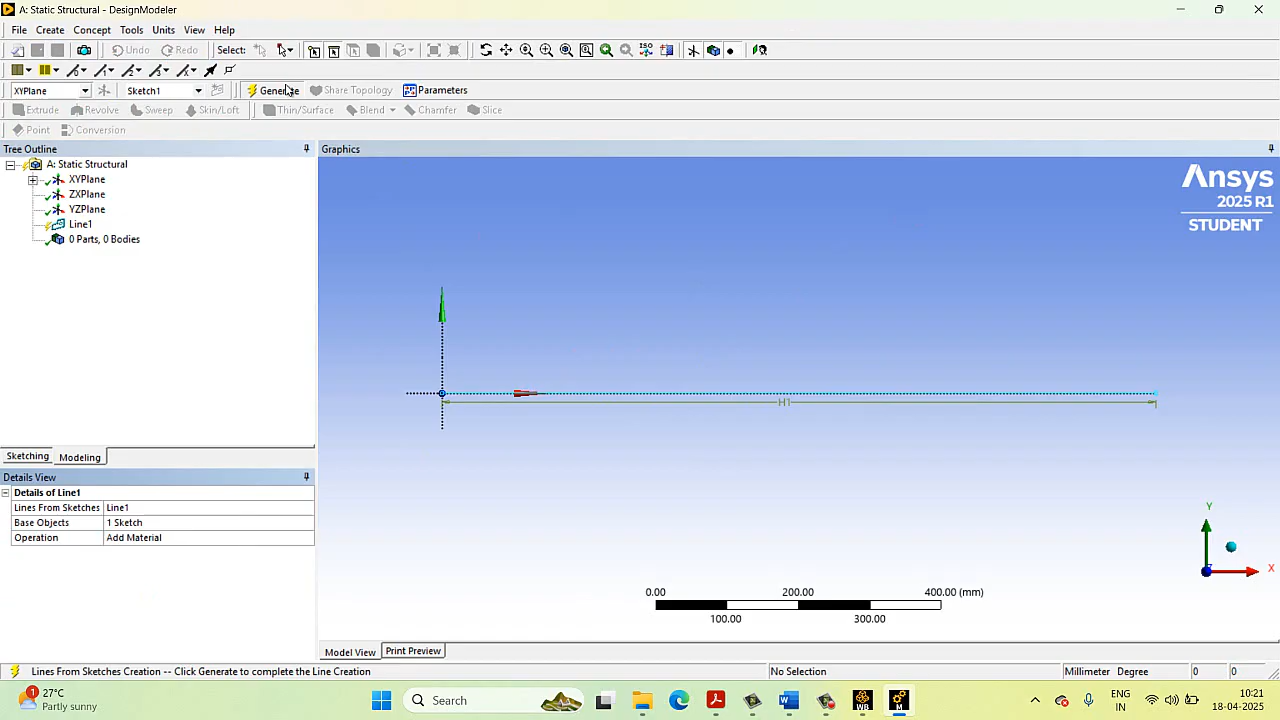 A: Static Structural - DesignModeler
File Create Concept Tools Units View Help
Undo Redo Select: ISO
XYPlane Sketch1 Generate Share Topology Parameters
Extrude Revolve Sweep Skin/Loft Thin/Surface Blend Chamfer Slice
Point Conversion
Tree Outline
A: Static Structural
XYPlane
ZXPlane
YZPlane
Line1
0 Parts, 0 Bodies
Sketching Modeling
Details View
Details of Line1
Lines From Sketches Line1
Base Objects 1 Sketch
Operation Add Material
Graphics
Ansys
2025 R1
STUDENT
H1
Y
X
0.00 200.00 400.00 (mm)
100.00 300.00
Model View Print Preview
Lines From Sketches Creation -- Click Generate to complete the Line Creation No Selection Millimeter Degree 0 0
1
27°C
Partly sunny
Search
WR
M
ENG
IN
10:21
18-04-2025